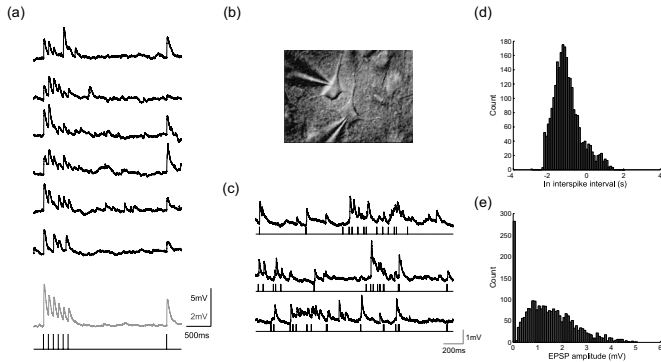 (a)
(b)
(c)
(d)
(e)
5mV
2mV
500ms
1mV
200ms
180
160
140
120
100
80
60
40
20
0
-4
-2
0
2
4
Count
ln interspike interval (s)
300
250
200
150
100
50
0
0
1
2
3
4
5
6
Count
EPSP amplitude (mV)